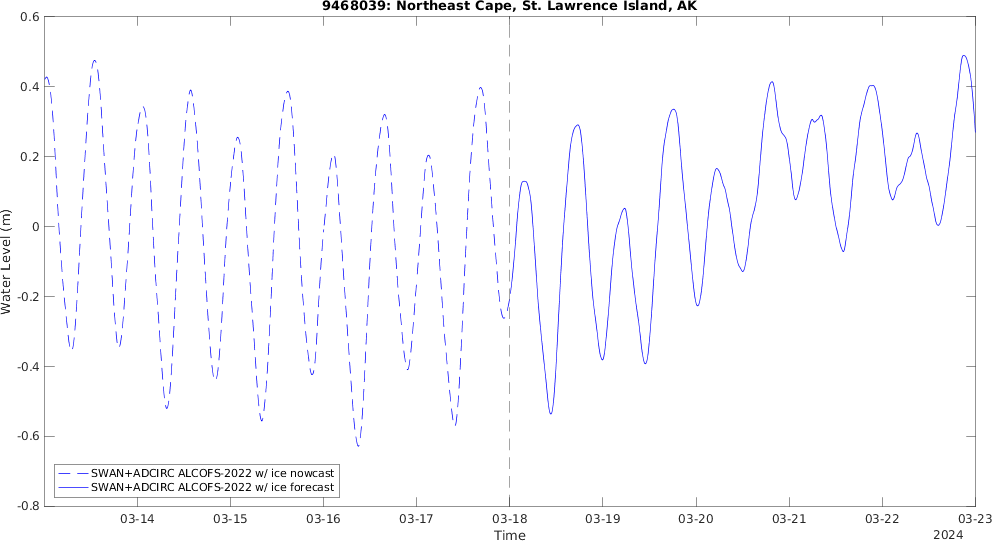 9468039: Northeast Cape, St. Lawrence Island, AK
0.6
0.4
0.2
0
-0.2
-0.4
-0.6
-0.8
Water Level (m)
SWAN+ADCIRC ALCOFS-2022 w/ ice nowcast
SWAN+ADCIRC ALCOFS-2022 w/ ice forecast
03-14 03-15 03-16 03-17 03-18 03-19 03-20 03-21 03-22 03-23
Time
2024